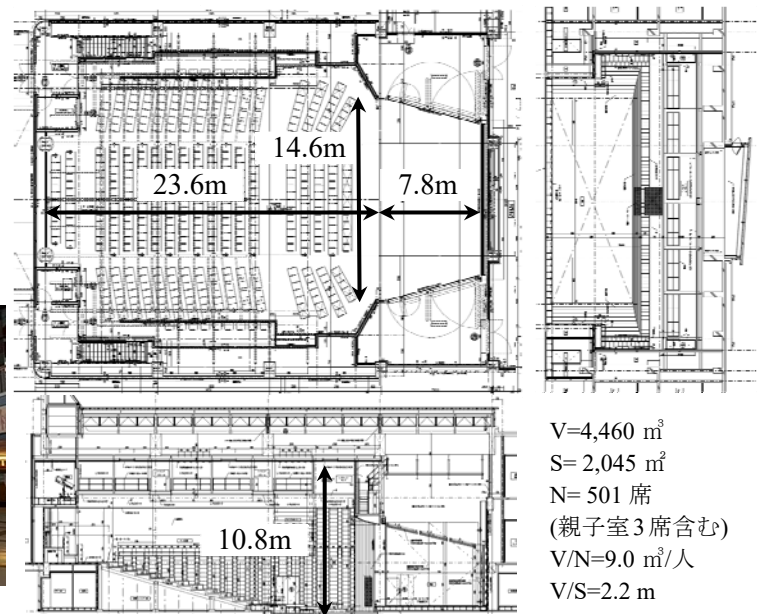 14.6m
23.6m
7.8m
10.8m
V=4,460 ㎥
S= 2,045 ㎡
N= 501 席
(親子室3席含む)
V/N=9.0 ㎥/人
V/S=2.2 m